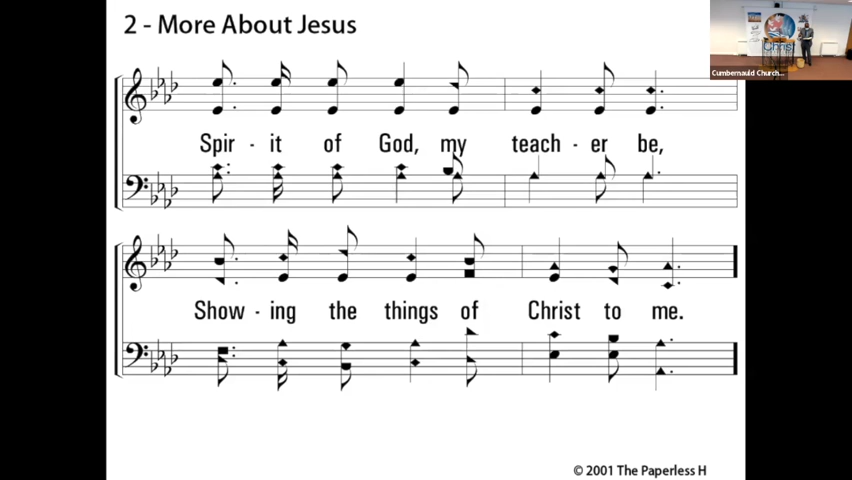 2 - More About Jesus
Christ
Cumbernauld Church...
Spir - it of God, my teach - er be,
Show - ing the things of Christ to me.
© 2001 The Paperless H